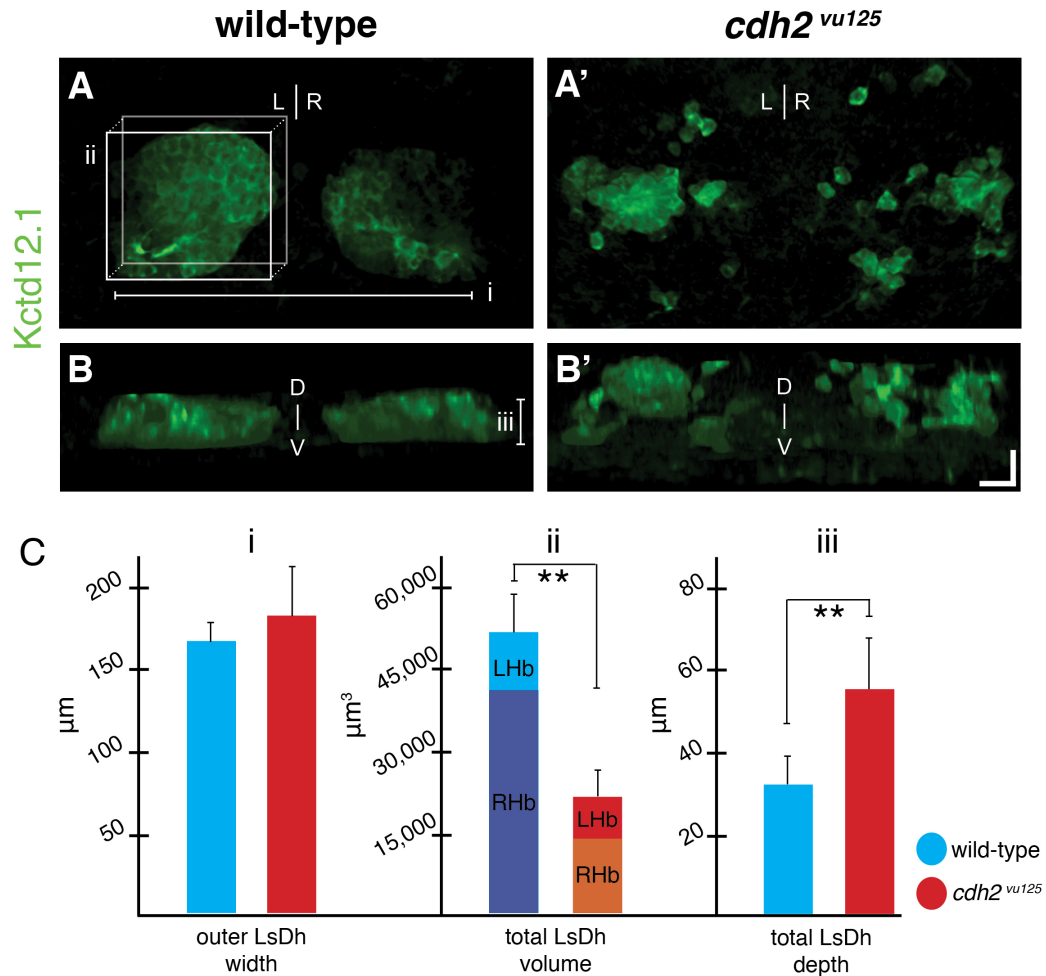 wild-type
cdh2 vu125
Kctd12.1
A
L | R
ii
i
A’
L | R
B
D
V
iii
B’
D
V
C
i
ii
iii
µm
200
150
100
50
outer LsDh
width
µm³
60,000
45,000
30,000
15,000
**
LHb
RHb
LHb
RHb
total LsDh
volume
µm
80
60
40
20
**
total LsDh
depth
wild-type
cdh2 vu125